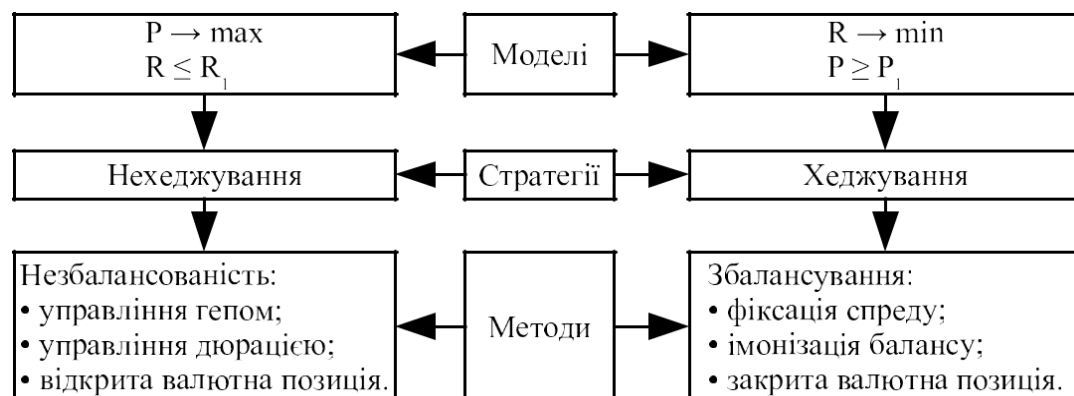 P → max
R ≤ R₁
Моделі
R → min
P ≥ P₁
Нехеджування
Стратегії
Хеджування
Незбалансованість:
• управління гепом;
• управління дюрацією;
• відкрита валютна позиція.
Методи
Збалансування:
• фіксація спреду;
• імонізація балансу;
• закрита валютна позиція.